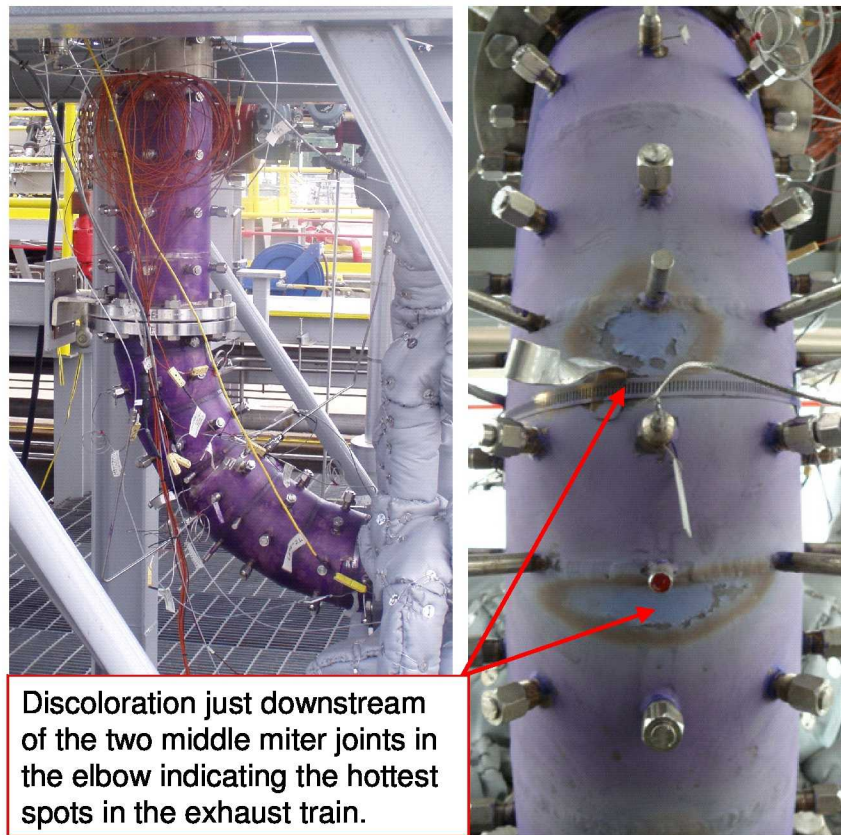 Discoloration just downstream
of the two middle miter joints in
the elbow indicating the hottest
spots in the exhaust train.